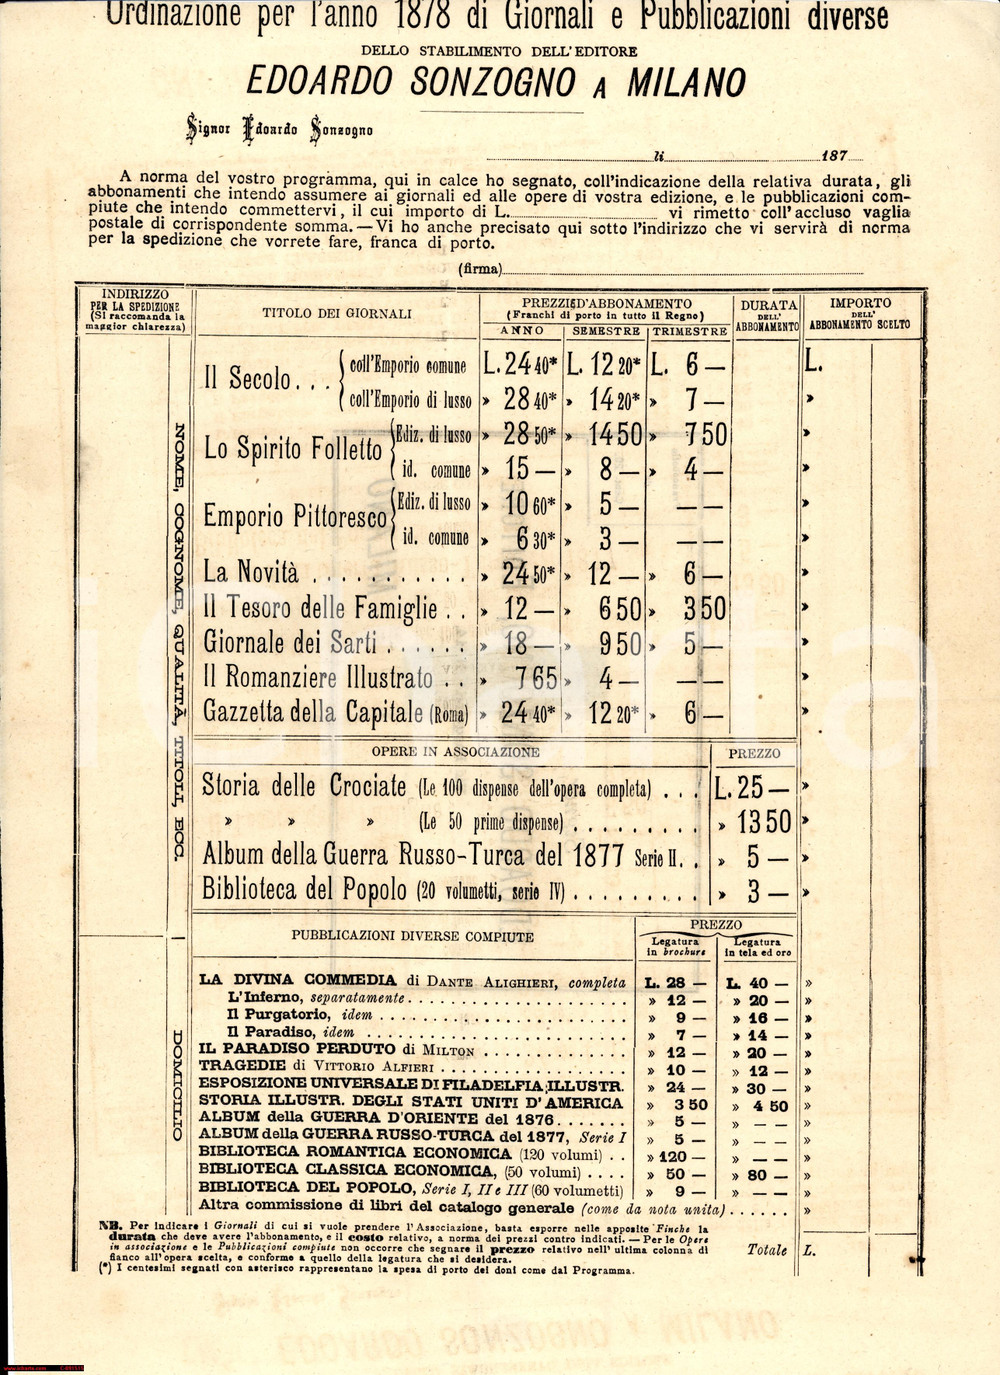 Ordinazione per l'anno 1878 di Giornali e Pubblicazioni diverse
DELLO STABILIMENTO DELL'EDITORE
EDOARDO SONZOGNO A MILANO
Signor Edoardo Sonzogno
li 187
A norma del vostro programma, qui in calce ho segnato, coll'indicazione della relativa durata, gli
abbonamenti che intendo assumere ai giornali ed alle opere di vostra edizione, e le pubblicazioni com-
piute che intendo commettervi, il cui importo di L. vi rimetto coll'accluso vaglia
postale di corrispondente somma. — Vi ho anche precisato qui sotto l'indirizzo che vi servirà di norma
per la spedizione che vorrete fare, franca di porto.
(firma)
INDIRIZZO
PER LA SPEDIZIONE
(Si raccomanda la
maggior chiarezza)
NOME, COGNOME, QUALITÀ, TITOLI, ECC.
DOMICILIO
TITOLO DEI GIORNALI
PREZZI D'ABBONAMENTO
(Franchi di porto in tutto il Regno)
ANNO SEMESTRE TRIMESTRE
DURATA
DELL'
ABBONAMENTO
IMPORTO
DELL'
ABBONAMENTO SCELTO
Il Secolo. . . { coll'Emporio comune L. 24 40* L. 12 20* L. 6 — L.
coll'Emporio di lusso » 28 40* » 14 20* » 7 — »
Lo Spirito Folletto { Ediz. di lusso » 28 50* » 14 50 » 7 50 »
id. comune » 15 — » 8 — » 4 — »
Emporio Pittoresco { Ediz. di lusso » 10 60* » 5 — — — »
id. comune » 6 30* » 3 — — — »
La Novità . . . . . . . . . . . » 24 50* » 12 — » 6 — »
Il Tesoro delle Famiglie . . » 12 — » 6 50 » 3 50 »
Giornale dei Sarti . . . . . . » 18 — » 9 50 » 5 — »
Il Romanziere Illustrato . . » 7 65 » 4 — — — »
Gazzetta della Capitale (Roma) » 24 40* » 12 20* » 6 — »
OPERE IN ASSOCIAZIONE PREZZO
Storia delle Crociate (Le 100 dispense dell'opera completa) . . . L. 25 — »
» » » (Le 50 prime dispense) . . . . . . . . . » 13 50 »
Album della Guerra Russo-Turca del 1877 Serie II. . » 5 — »
Biblioteca del Popolo (20 volumetti, serie IV) . . . . . . . . . » 3 — »
PUBBLICAZIONI DIVERSE COMPIUTE
PREZZO
Legatura
in brochure
Legatura
in tela ed oro
LA DIVINA COMMEDIA di DANTE ALIGHIERI, completa L. 28 — L. 40 — »
L'Inferno, separatamente . . . . . . . . . . » 12 — » 20 — »
Il Purgatorio, idem . . . . . . . . . . » 9 — » 16 — »
Il Paradiso, idem . . . . . . . . . . » 7 — » 14 — »
IL PARADISO PERDUTO di MILTON . . . . . . . . . . » 12 — » 20 — »
TRAGEDIE di VITTORIO ALFIERI . . . . . . . . . . » 10 — » 12 — »
ESPOSIZIONE UNIVERSALE DI FILADELFIA ILLUSTR. » 24 — » 30 — »
STORIA ILLUSTR. DEGLI STATI UNITI D'AMERICA » 3 50 » 4 50 »
ALBUM della GUERRA D'ORIENTE del 1876 . . . . . . . » 5 — » — — »
ALBUM della GUERRA RUSSO-TURCA del 1877, Serie I » 5 — » — — »
BIBLIOTECA ROMANTICA ECONOMICA (120 volumi) . . » 120 — » — — »
BIBLIOTECA CLASSICA ECONOMICA, (50 volumi) . . . . » 50 — » 80 — »
BIBLIOTECA DEL POPOLO, Serie I, II e III (60 volumetti) » 9 — » — — »
Altra commissione di libri del catalogo generale (come da nota unita) . . . . . . »
NB. Per indicare i Giornali di cui si vuole prendere l'Associazione, basta esporre nelle apposite Finche la
durata che deve avere l'abbonamento, e il costo relativo, a norma dei prezzi contro indicati. — Per le Opere
in associazione e le Pubblicazioni compiute non occorre che segnare il prezzo relativo nell'ultima colonna di
fianco all'opera scelta, e conforme a quello della legatura che si desidera.
(*) I centesimi segnati con asterisco rappresentano la spesa di porto dei doni come dal Programma.
Totale L.